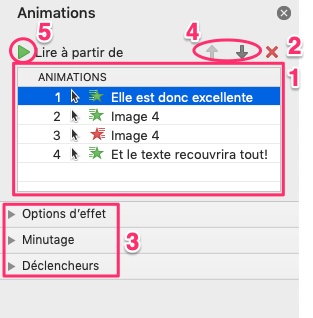 Animations
5
4
Lire à partir de
2
1
ANIMATIONS
1 Elle est donc excellente
2 Image 4
3 Image 4
4 Et le texte recouvrira tout!
Options d'effet
Minutage
3
Déclencheurs